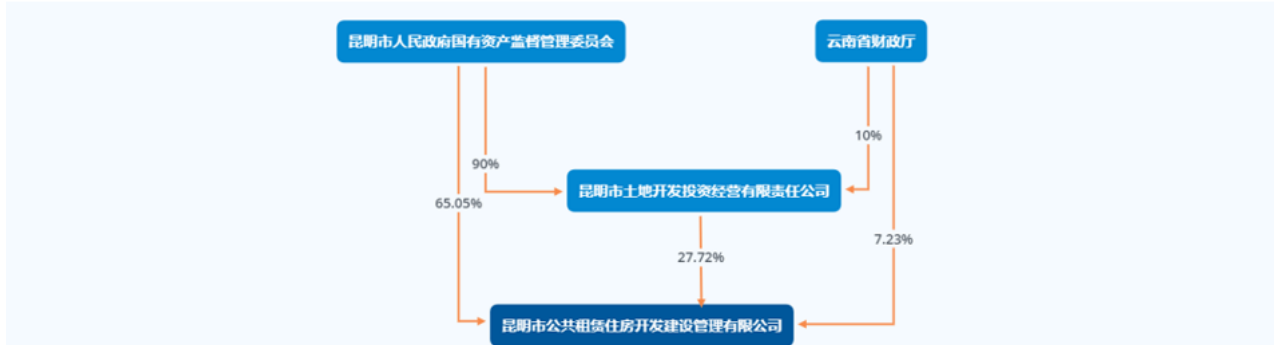 昆明市人民政府国有资产监督管理委员会
云南省财政厅
10%
90%
昆明市土地开发投资经营有限责任公司
65.05%
7.23%
27.72%
昆明市公共租赁住房开发建设管理有限公司